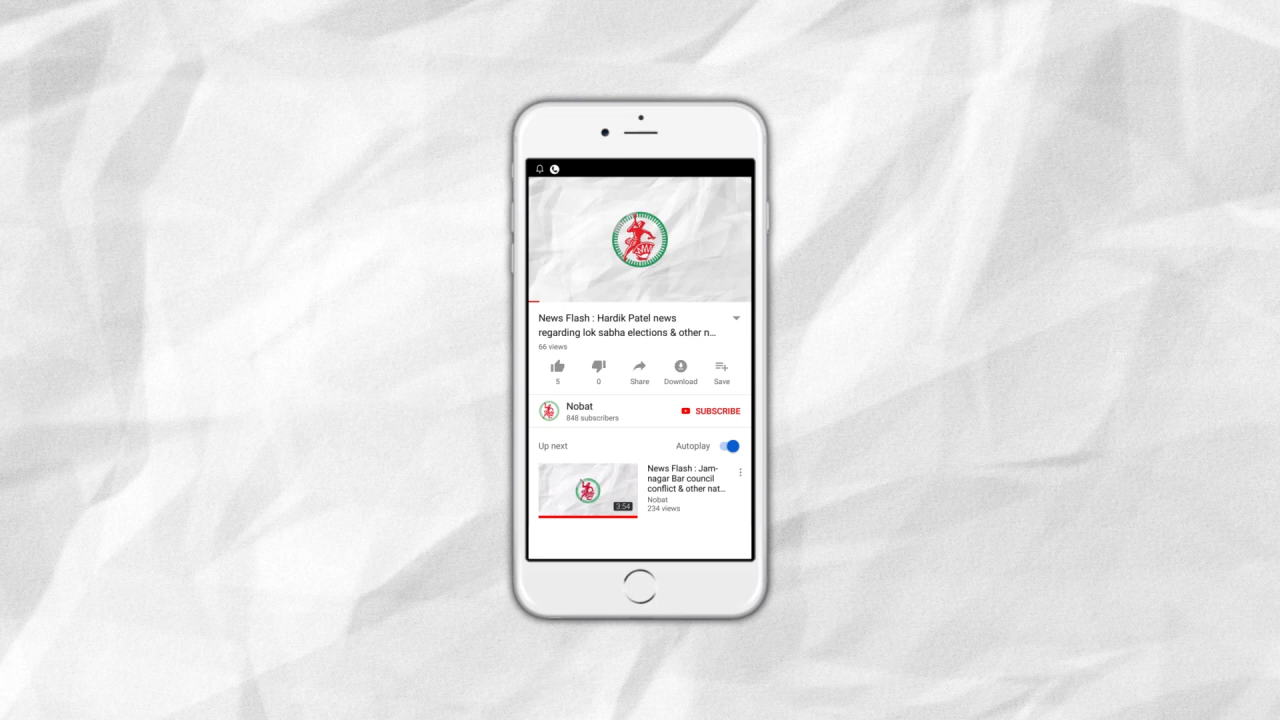 News Flash : Hardik Patel news
regarding lok sabha elections & other n...
66 views
5
0
Share
Download
Save
Nobat
848 subscribers
SUBSCRIBE
Up next
Autoplay
3:54
News Flash : Jam-
nagar Bar council
conflict & other nat...
Nobat
234 views